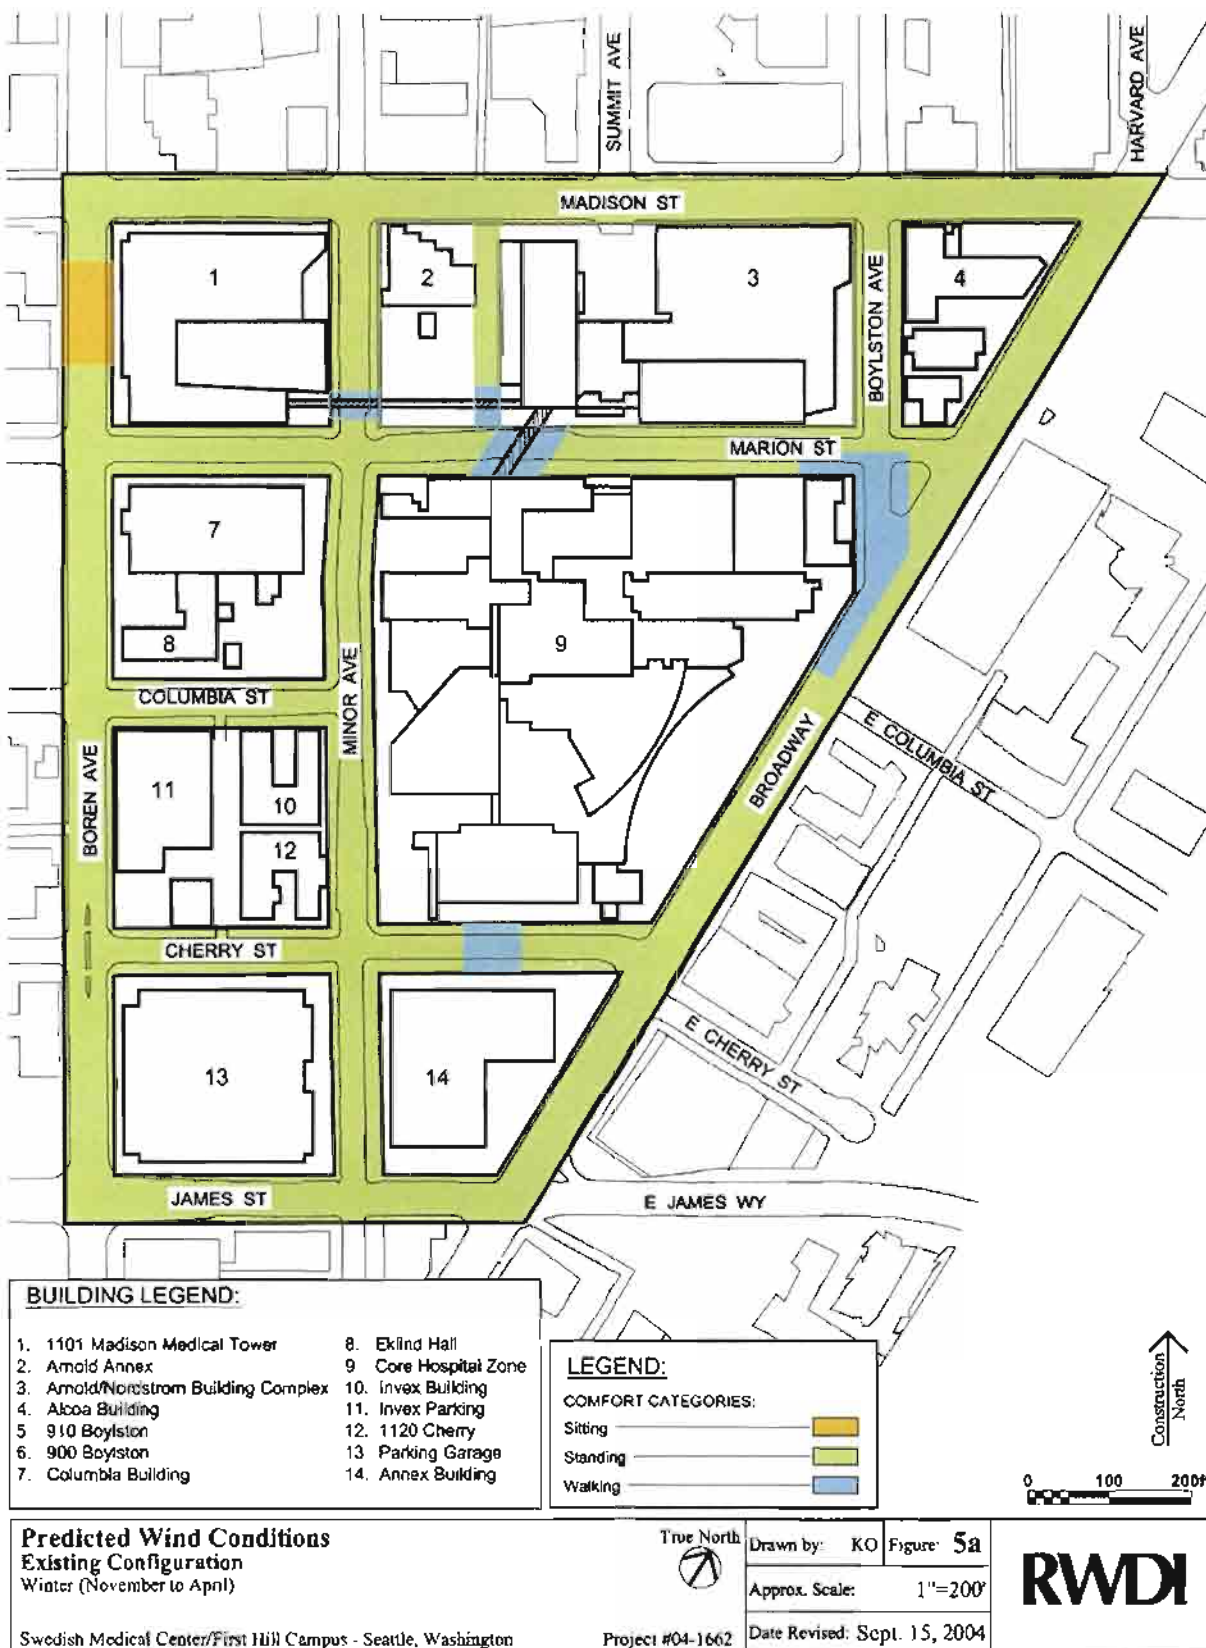 SUMMIT AVE
HARVARD AVE
MADISON ST
1
2
3
4
BOYLSTON AVE
MARION ST
7
8
9
MINOR AVE
COLUMBIA ST
BOREN AVE
11
10
12
BROADWAY
E COLUMBIA ST
CHERRY ST
E CHERRY ST
13
14
JAMES ST
E JAMES WY
BUILDING LEGEND:
1. 1101 Madison Medical Tower
2. Arnold Annex
3. Arnold/Nordstrom Building Complex
4. Alcoa Building
5 910 Boylston
6. 900 Boylston
7. Columbia Building
8. Eklind Hall
9 Core Hospital Zone
10. Invex Building
11. Invex Parking
12. 1120 Cherry
13 Parking Garage
14. Annex Building
LEGEND:
COMFORT CATEGORIES:
Sitting
Standing
Walking
Construction
North
0 100 200ft
Predicted Wind Conditions
Existing Configuration
Winter (November to April)
Swedish Medical Center/First Hill Campus - Seattle, Washington
True North
Project #04-1662
Drawn by: KO Figure: 5a
Approx. Scale: 1"=200'
Date Revised: Sept. 15, 2004
RWDI